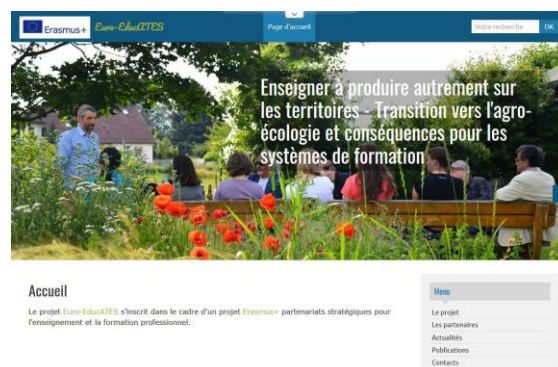 Erasmus+
Euro-EducATES
Page d'accueil
Votre recherche
OK
Enseigner à produire autrement sur
les territoires - Transition vers l'agro-
écologie et conséquences pour les
systèmes de formation
Accueil
Le projet Euro-EducATES s'inscrit dans le cadre d'un projet Erasmus+ partenariats stratégiques pour
l'enseignement et la formation professionnel.
Menu
Le projet
Les partenaires
Actualités
Publications
Contacts